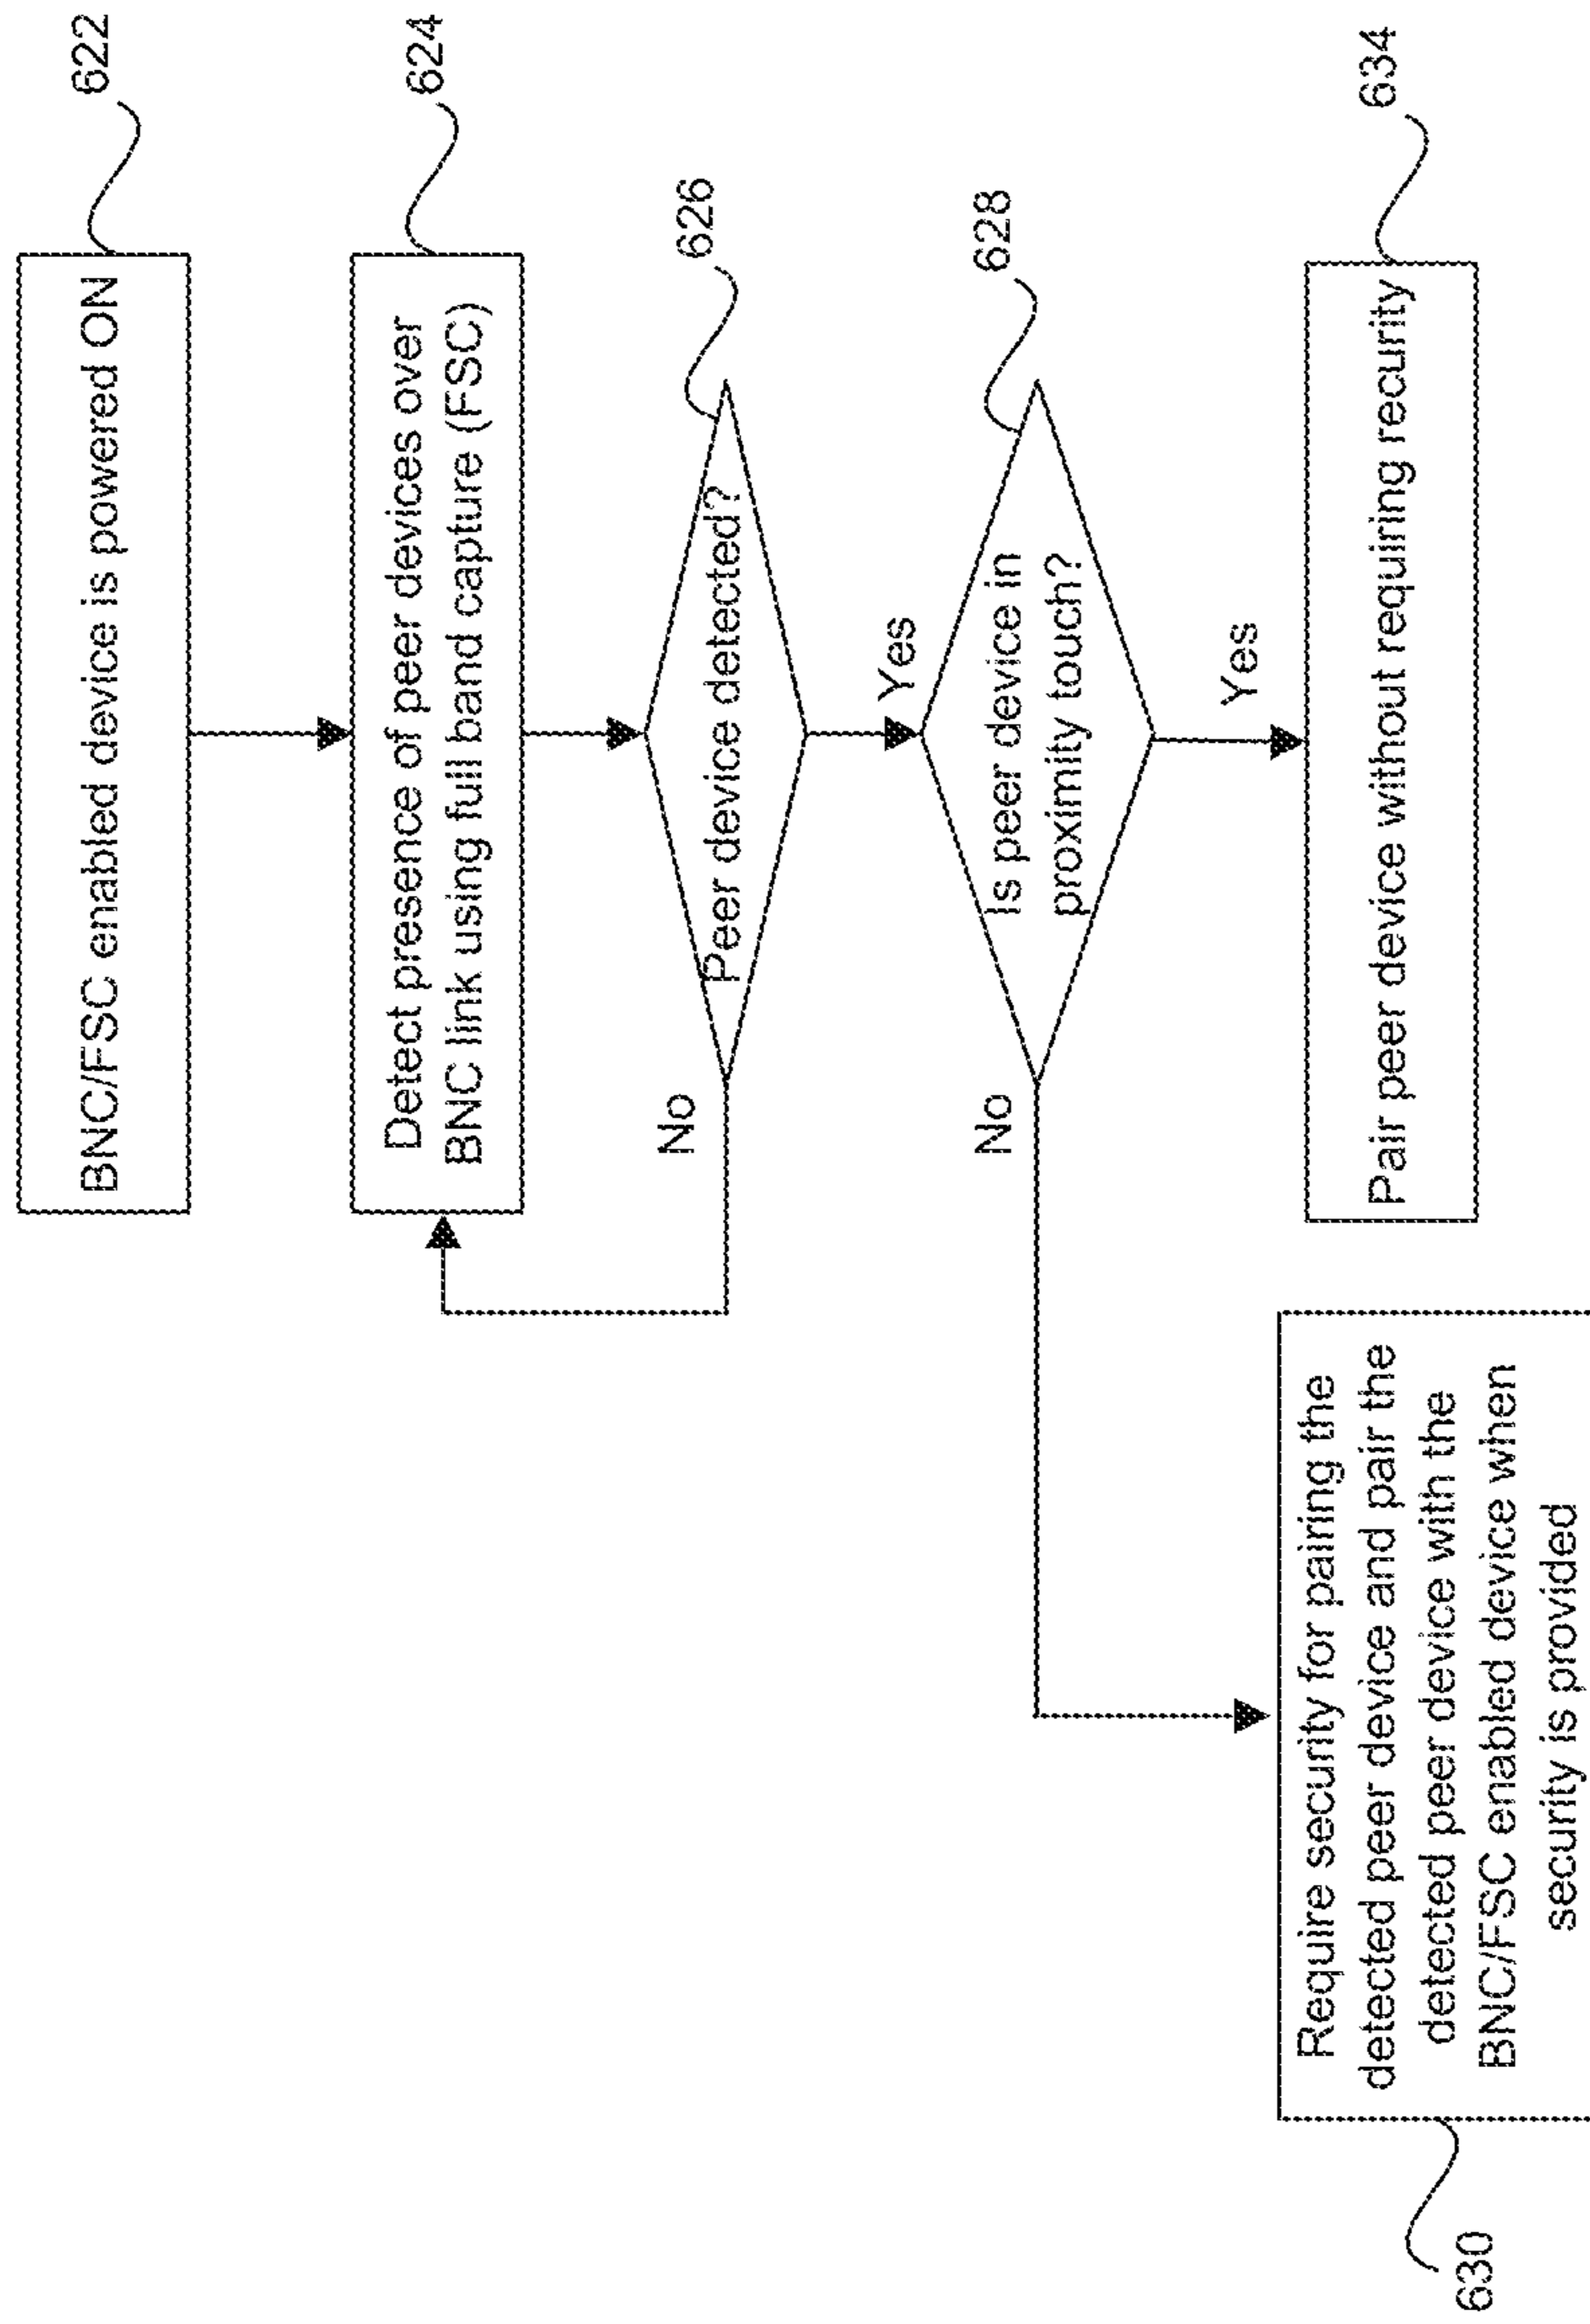 BNC/FSC enabled device is powered ON
622
Detect presence of peer devices over
BNC link using full band capture (FSC)
624
Peer device detected?
626
No
Yes
Is peer device in
proximity touch?
628
No
Yes
Pair peer device without requiring recurity
634
Require security for pairing the
detected peer device and pair the
detected peer device with the
BNC/FSC enabled device when
security is provided
630